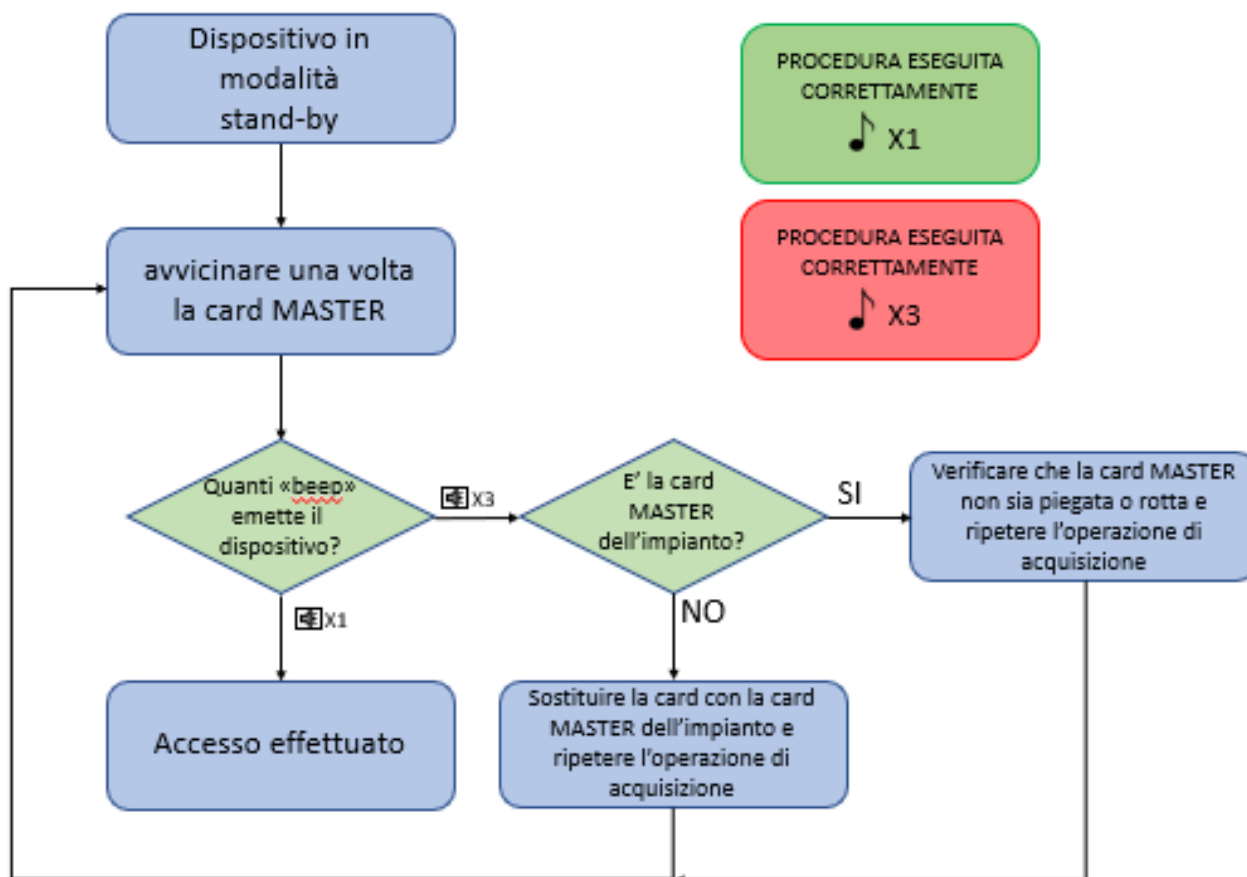 Dispositivo in
modalità
stand-by
PROCEDURA ESEGUITA
CORRETTAMENTE
X1
avvicinare una volta
la card MASTER
PROCEDURA ESEGUITA
CORRETTAMENTE
X3
Quanti «beep»
emette il
dispositivo?
X3
E' la card
MASTER
dell'impianto?
SI
Verificare che la card MASTER
non sia piegata o rotta e
ripetere l'operazione di
acquisizione
X1
NO
Accesso effettuato
Sostituire la card con la card
MASTER dell'impianto e
ripetere l'operazione di
acquisizione